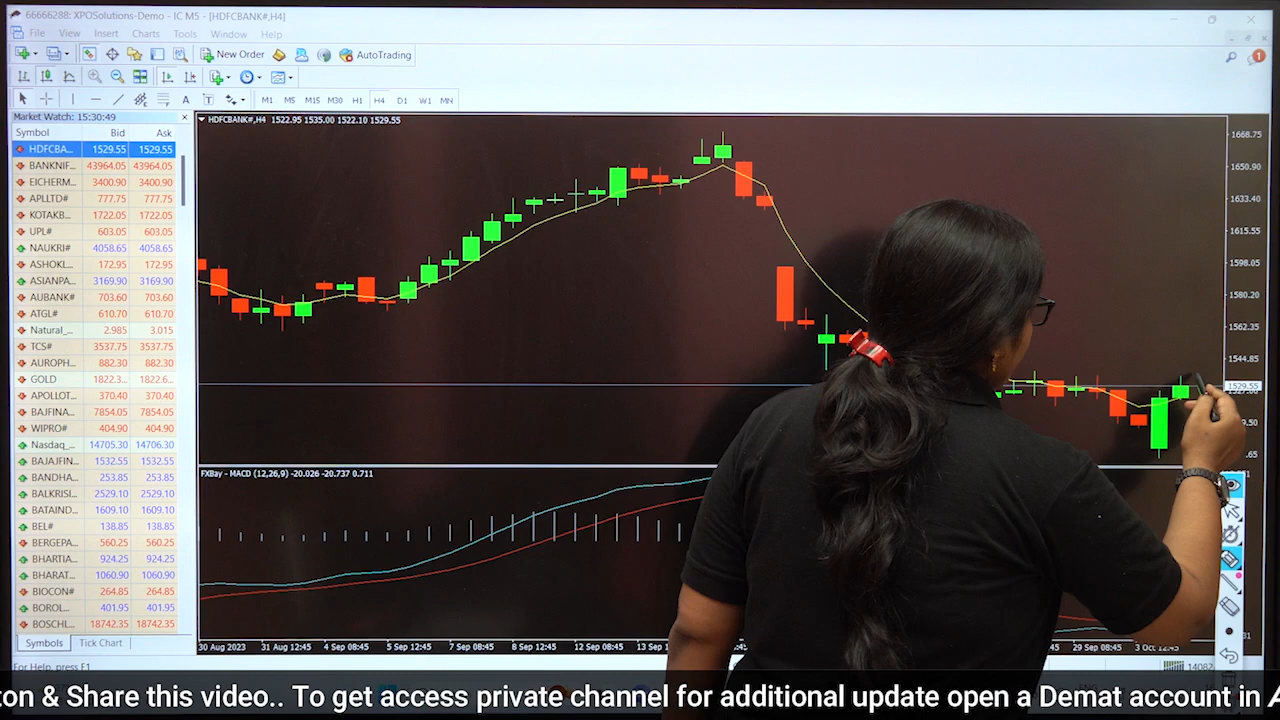 66666288: XPOSolutions-Demo - IC M5 - [HDFCBANK#,H4]
File View Insert Charts Tools Window Help
New Order AutoTrading 1
A T M1 M5 M15 M30 H1 H4 D1 W1 MN
Market Watch: 15:30:49
Symbol Bid Ask
HDFCBA... 1529.55 1529.55
BANKNIF... 43964.05 43964.05
EICHERM... 3400.90 3400.90
APLLTD# 777.75 777.75
KOTAKB... 1722.05 1722.05
UPL# 603.05 603.05
NAUKRI# 4058.65 4058.65
ASHOKL... 172.95 172.95
ASIANPA... 3169.90 3169.90
AUBANK# 703.60 703.60
ATGL# 610.70 610.70
Natural_... 2.985 3.015
TCS# 3537.75 3537.75
AUROPH... 882.30 882.30
GOLD 1822.3... 1822.6...
APOLLOT... 370.40 370.40
BAJFINA... 7854.05 7854.05
WIPRO# 404.90 404.90
Nasdaq_... 14705.30 14706.30
BAJAJFIN... 1532.55 1532.55
BANDHA... 253.85 253.85
BALKRISI... 2529.10 2529.10
BATAIND... 1609.10 1609.10
BEL# 138.85 138.85
BERGEPA... 560.25 560.25
BHARTIA... 924.25 924.25
BHARAT... 1060.90 1060.90
BIOCON# 264.85 264.85
BOROL... 401.95 401.95
BOSCHL... 18742.35 18742.35
Symbols Tick Chart
For Help, press F1
HDFCBANK#,H4 1522.95 1535.00 1522.10 1529.55
1668.75
1650.90
1633.40
1615.55
1598.05
1580.20
1562.35
1544.85
1529.55
FXBay - MACD (12,26,9) -20.026 -20.737 0.711
30 Aug 2023 31 Aug 12:45 4 Sep 08:45 5 Sep 12:45 7 Sep 08:45 8 Sep 12:45 12 Sep 08:45 13 Sep 29 Sep 08:45 3 Oct 12:45
ton & Share this video.. To get access private channel for additional update open a Demat account in